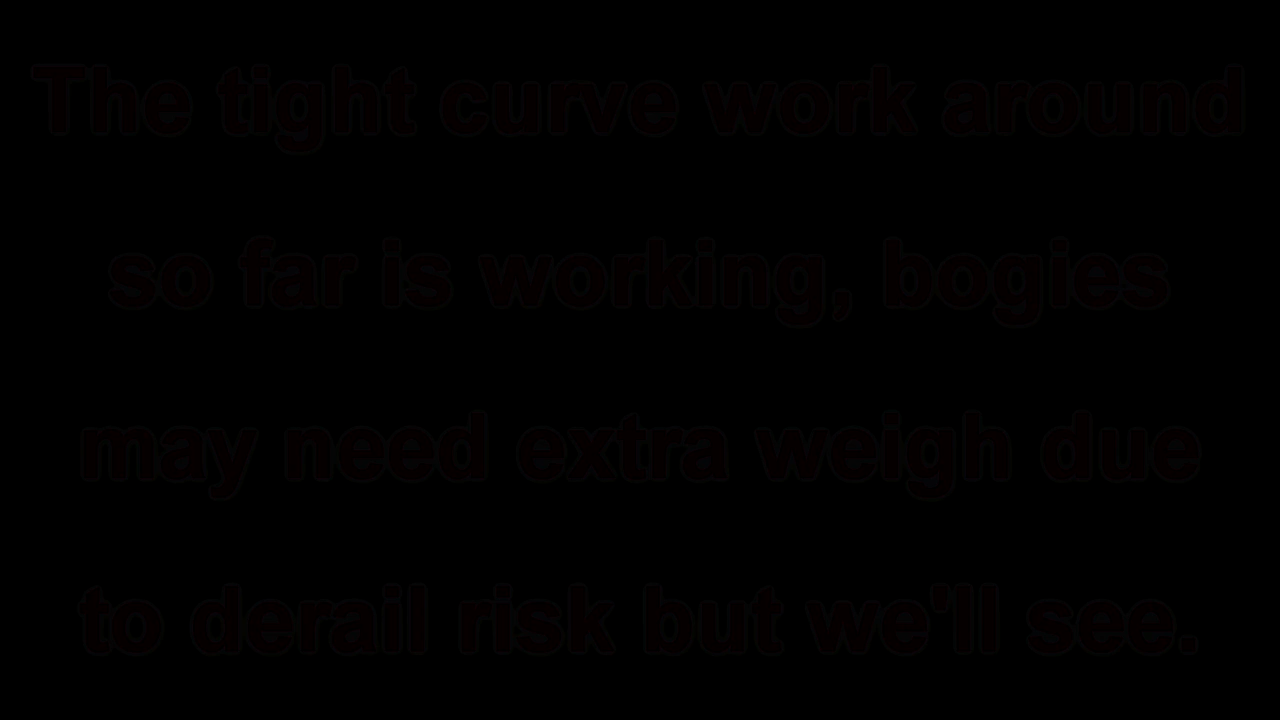 The tight curve work around
so far is working, bogies
may need extra weigh due
to derail risk but we'll see.